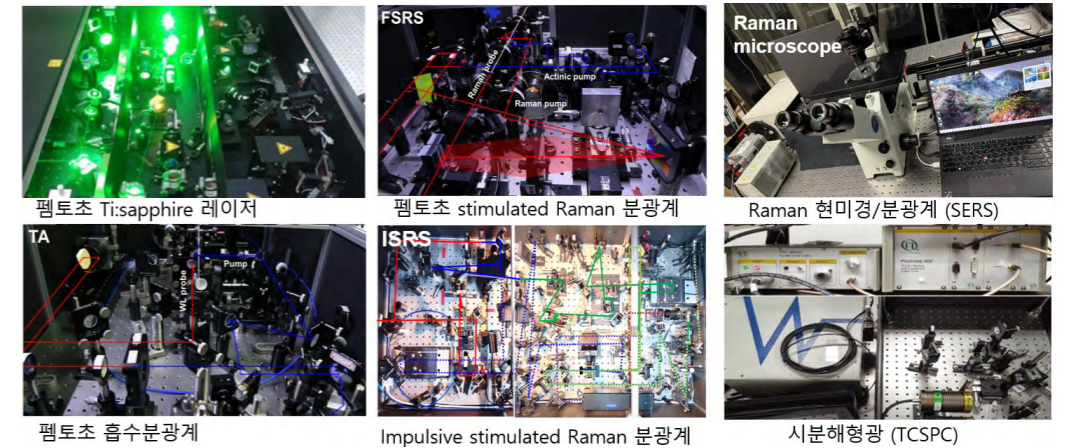 펨토초 Ti:sapphire 레이저
FSRS
Raman probe
Actinic pump
Raman pump
펨토초 stimulated Raman 분광계
Raman
microscope
Raman 현미경/분광계 (SERS)
TA
Pump
WL probe
펨토초 흡수분광계
ISRS
Impulsive stimulated Raman 분광계
시분해형광 (TCSPC)